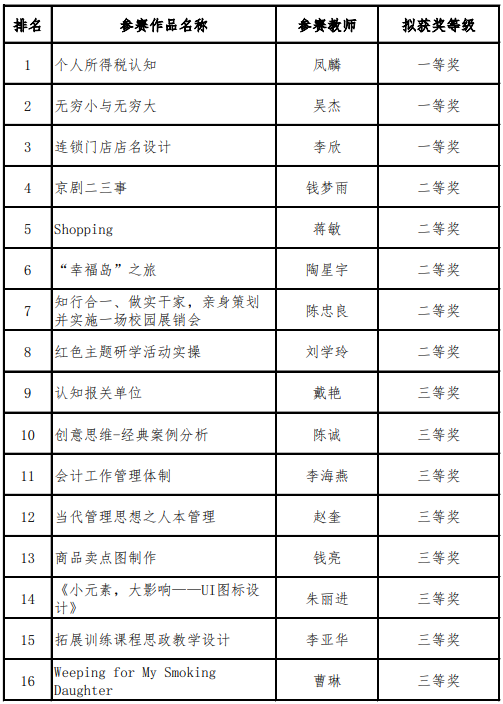 排名 参赛作品名称 参赛教师 拟获奖等级
1 个人所得税认知 凤麟 一等奖
2 无穷小与无穷大 吴杰 一等奖
3 连锁门店店名设计 李欣 一等奖
4 京剧二三事 钱梦雨 二等奖
5 Shopping 蒋敏 二等奖
6 “幸福岛”之旅 陶星宇 二等奖
7 知行合一、做实干家，亲身策划 陈忠良 二等奖
并实施一场校园展销会
8 红色主题研学活动实操 刘学玲 二等奖
9 认知报关单位 戴艳 三等奖
10 创意思维-经典案例分析 陈诚 三等奖
11 会计工作管理体制 李海燕 三等奖
12 当代管理思想之人本管理 赵奎 三等奖
13 商品卖点图制作 钱亮 三等奖
14 《小元素，大影响——UI图标设 朱丽进 三等奖
计》
15 拓展训练课程思政教学设计 李亚华 三等奖
16 Weeping for My Smoking 曹琳 三等奖
Daughter